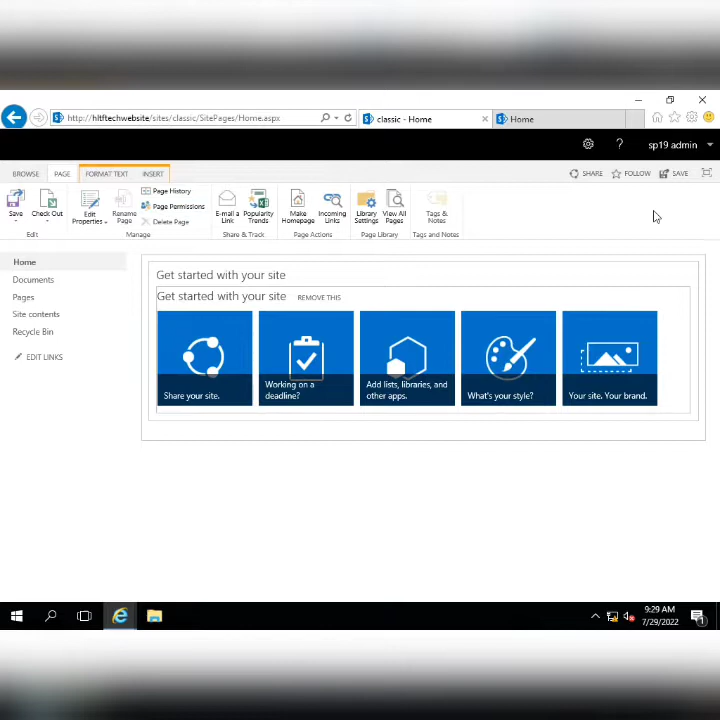 http://hltftechwebsite/sites/classic/SitePages/Home.aspx
classic - Home
Home
sp19 admin
BROWSE
PAGE
FORMAT TEXT
INSERT
SHARE
FOLLOW
SAVE
Save
Check Out
Edit
Properties
Rename
Page
Page History
Page Permissions
Delete Page
E-mail a
Link
Popularity
Trends
Make
Homepage
Incoming
Links
Library
Settings
View All
Pages
Tags &
Notes
Edit
Manage
Share & Track
Page Actions
Page Library
Tags and Notes
Home
Documents
Pages
Site contents
Recycle Bin
EDIT LINKS
Get started with your site
Get started with your site
REMOVE THIS
Share your site.
Working on a
deadline?
Add lists, libraries, and
other apps.
What's your style?
Your site. Your brand.
9:29 AM
7/29/2022
1